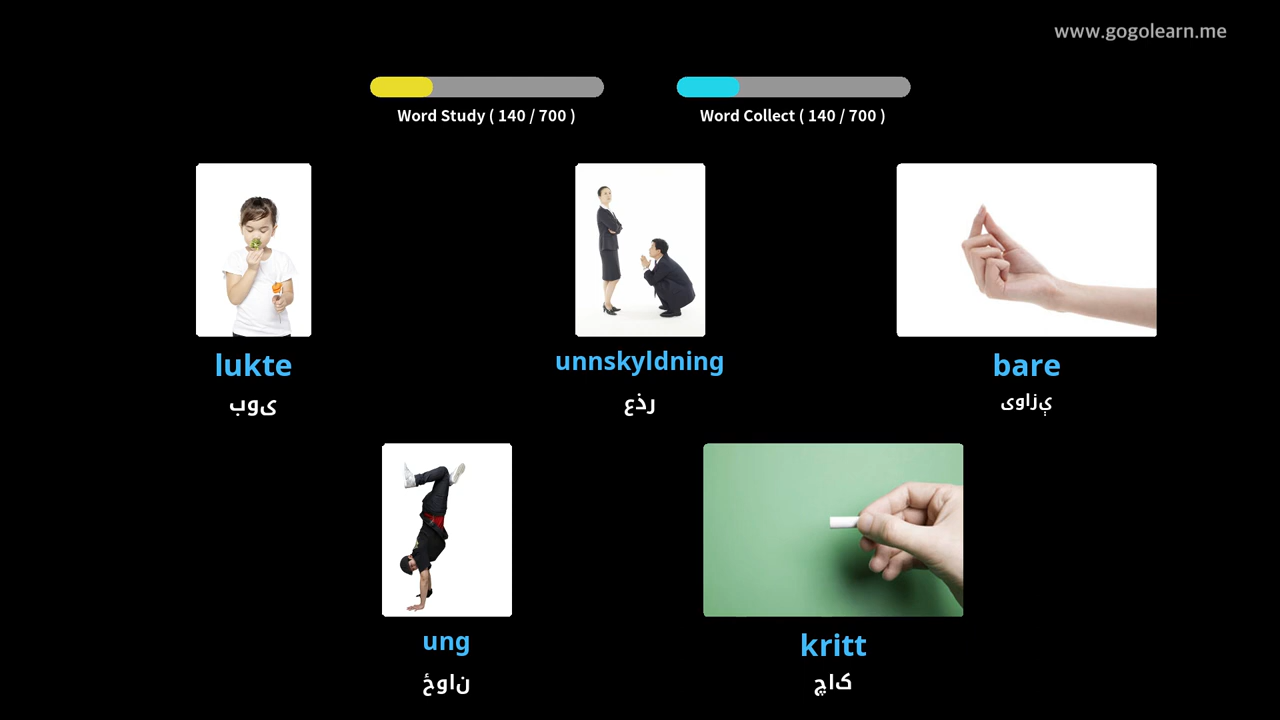 www.gogolearn.me
Word Study ( 140 / 700 )
Word Collect ( 140 / 700 )
lukte
بوی
unnskyldning
عذر
bare
یوازې
ung
ځوان
kritt
چاک